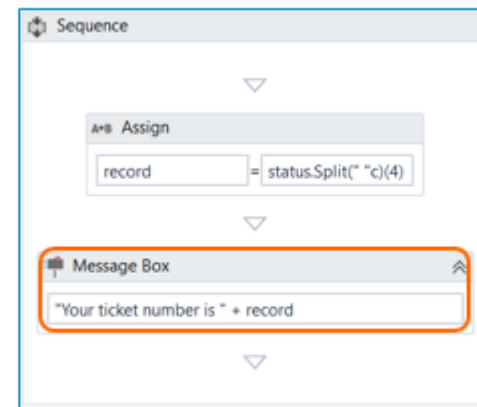 Sequence
A+B Assign
record = status.Split(" "c)(4)
Message Box
"Your ticket number is " + record